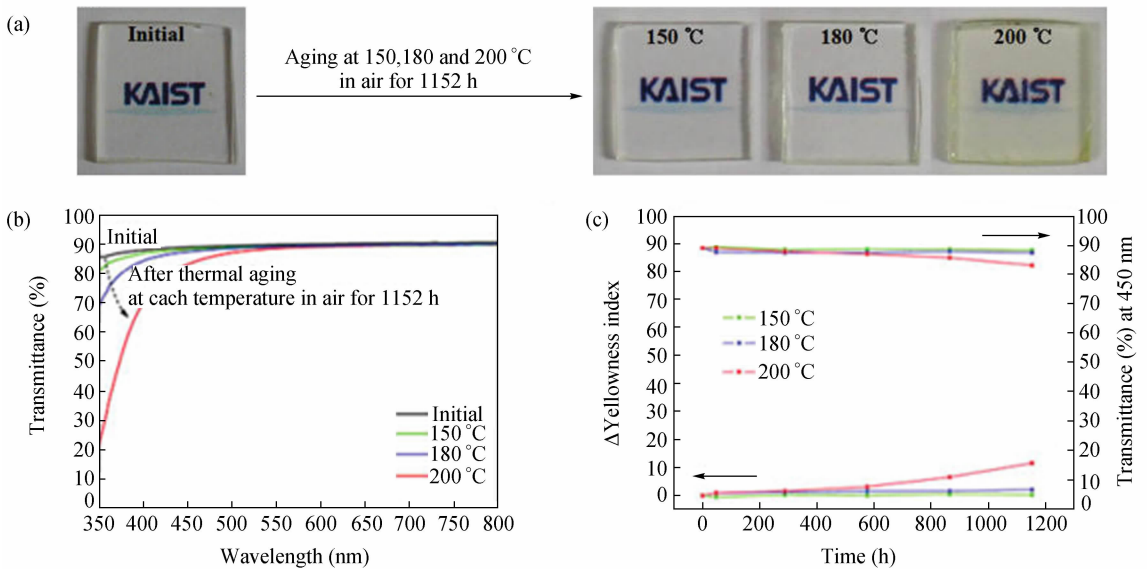 (a)
Initial
KAIST
Aging at 150,180 and 200 °C
in air for 1152 h
150 ℃
KAIST
180 ℃
KAIST
200 ℃
KAIST
(b)
100
90
80
70
60
50
40
30
20
10
0
Transmittance (%)
Initial
After thermal aging
at cach temperature in air for 1152 h
Initial
150 °C
180 °C
200 °C
350 400 450 500 550 600 650 700 750 800
Wavelength (nm)
(c)
100
90
80
70
60
50
40
30
20
10
0
ΔYellowness index
150 °C
180 °C
200 °C
100
90
80
70
60
50
40
30
20
10
0
Transmittance (%) at 450 nm
0 200 400 600 800 1000 1200
Time (h)